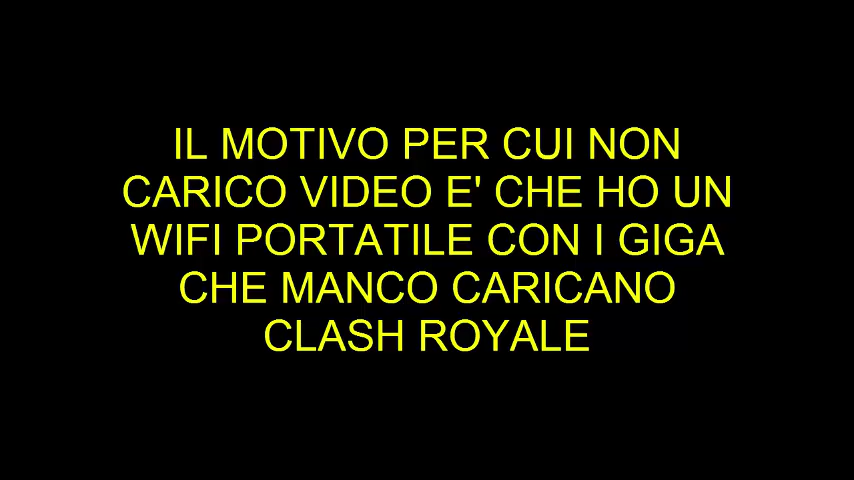 IL MOTIVO PER CUI NON
CARICO VIDEO E' CHE HO UN
WIFI PORTATILE CON I GIGA
CHE MANCO CARICANO
CLASH ROYALE